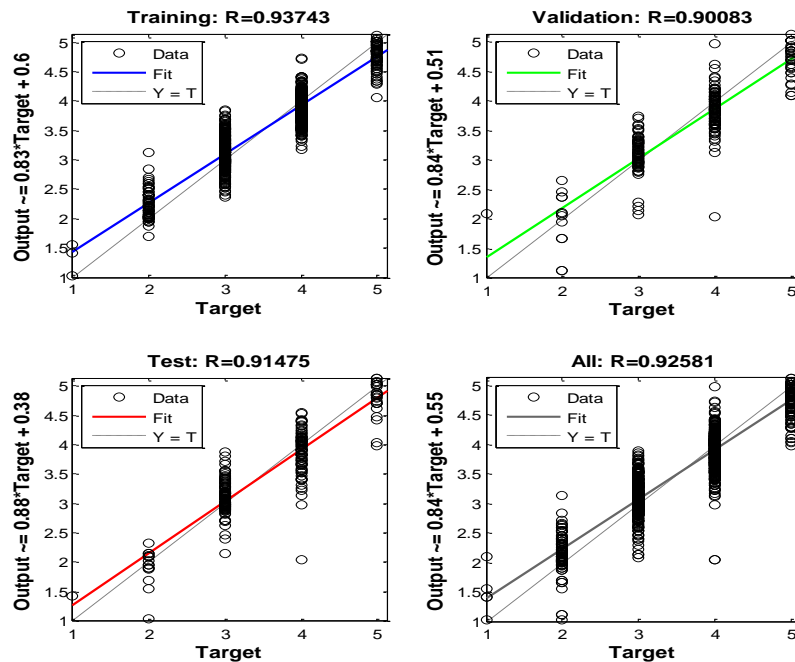 Training: R=0.93743
Output ~= 0.83*Target + 0.6
Data
Fit
Y = T
5
4.5
4
3.5
3
2.5
2
1.5
1
1 2 3 4 5
Target
Validation: R=0.90083
Output ~= 0.84*Target + 0.51
Data
Fit
Y = T
5
4.5
4
3.5
3
2.5
2
1.5
1
1 2 3 4 5
Target
Test: R=0.91475
Output ~= 0.88*Target + 0.38
Data
Fit
Y = T
5
4.5
4
3.5
3
2.5
2
1.5
1
1 2 3 4 5
Target
All: R=0.92581
Output ~= 0.84*Target + 0.55
Data
Fit
Y = T
5
4.5
4
3.5
3
2.5
2
1.5
1
1 2 3 4 5
Target